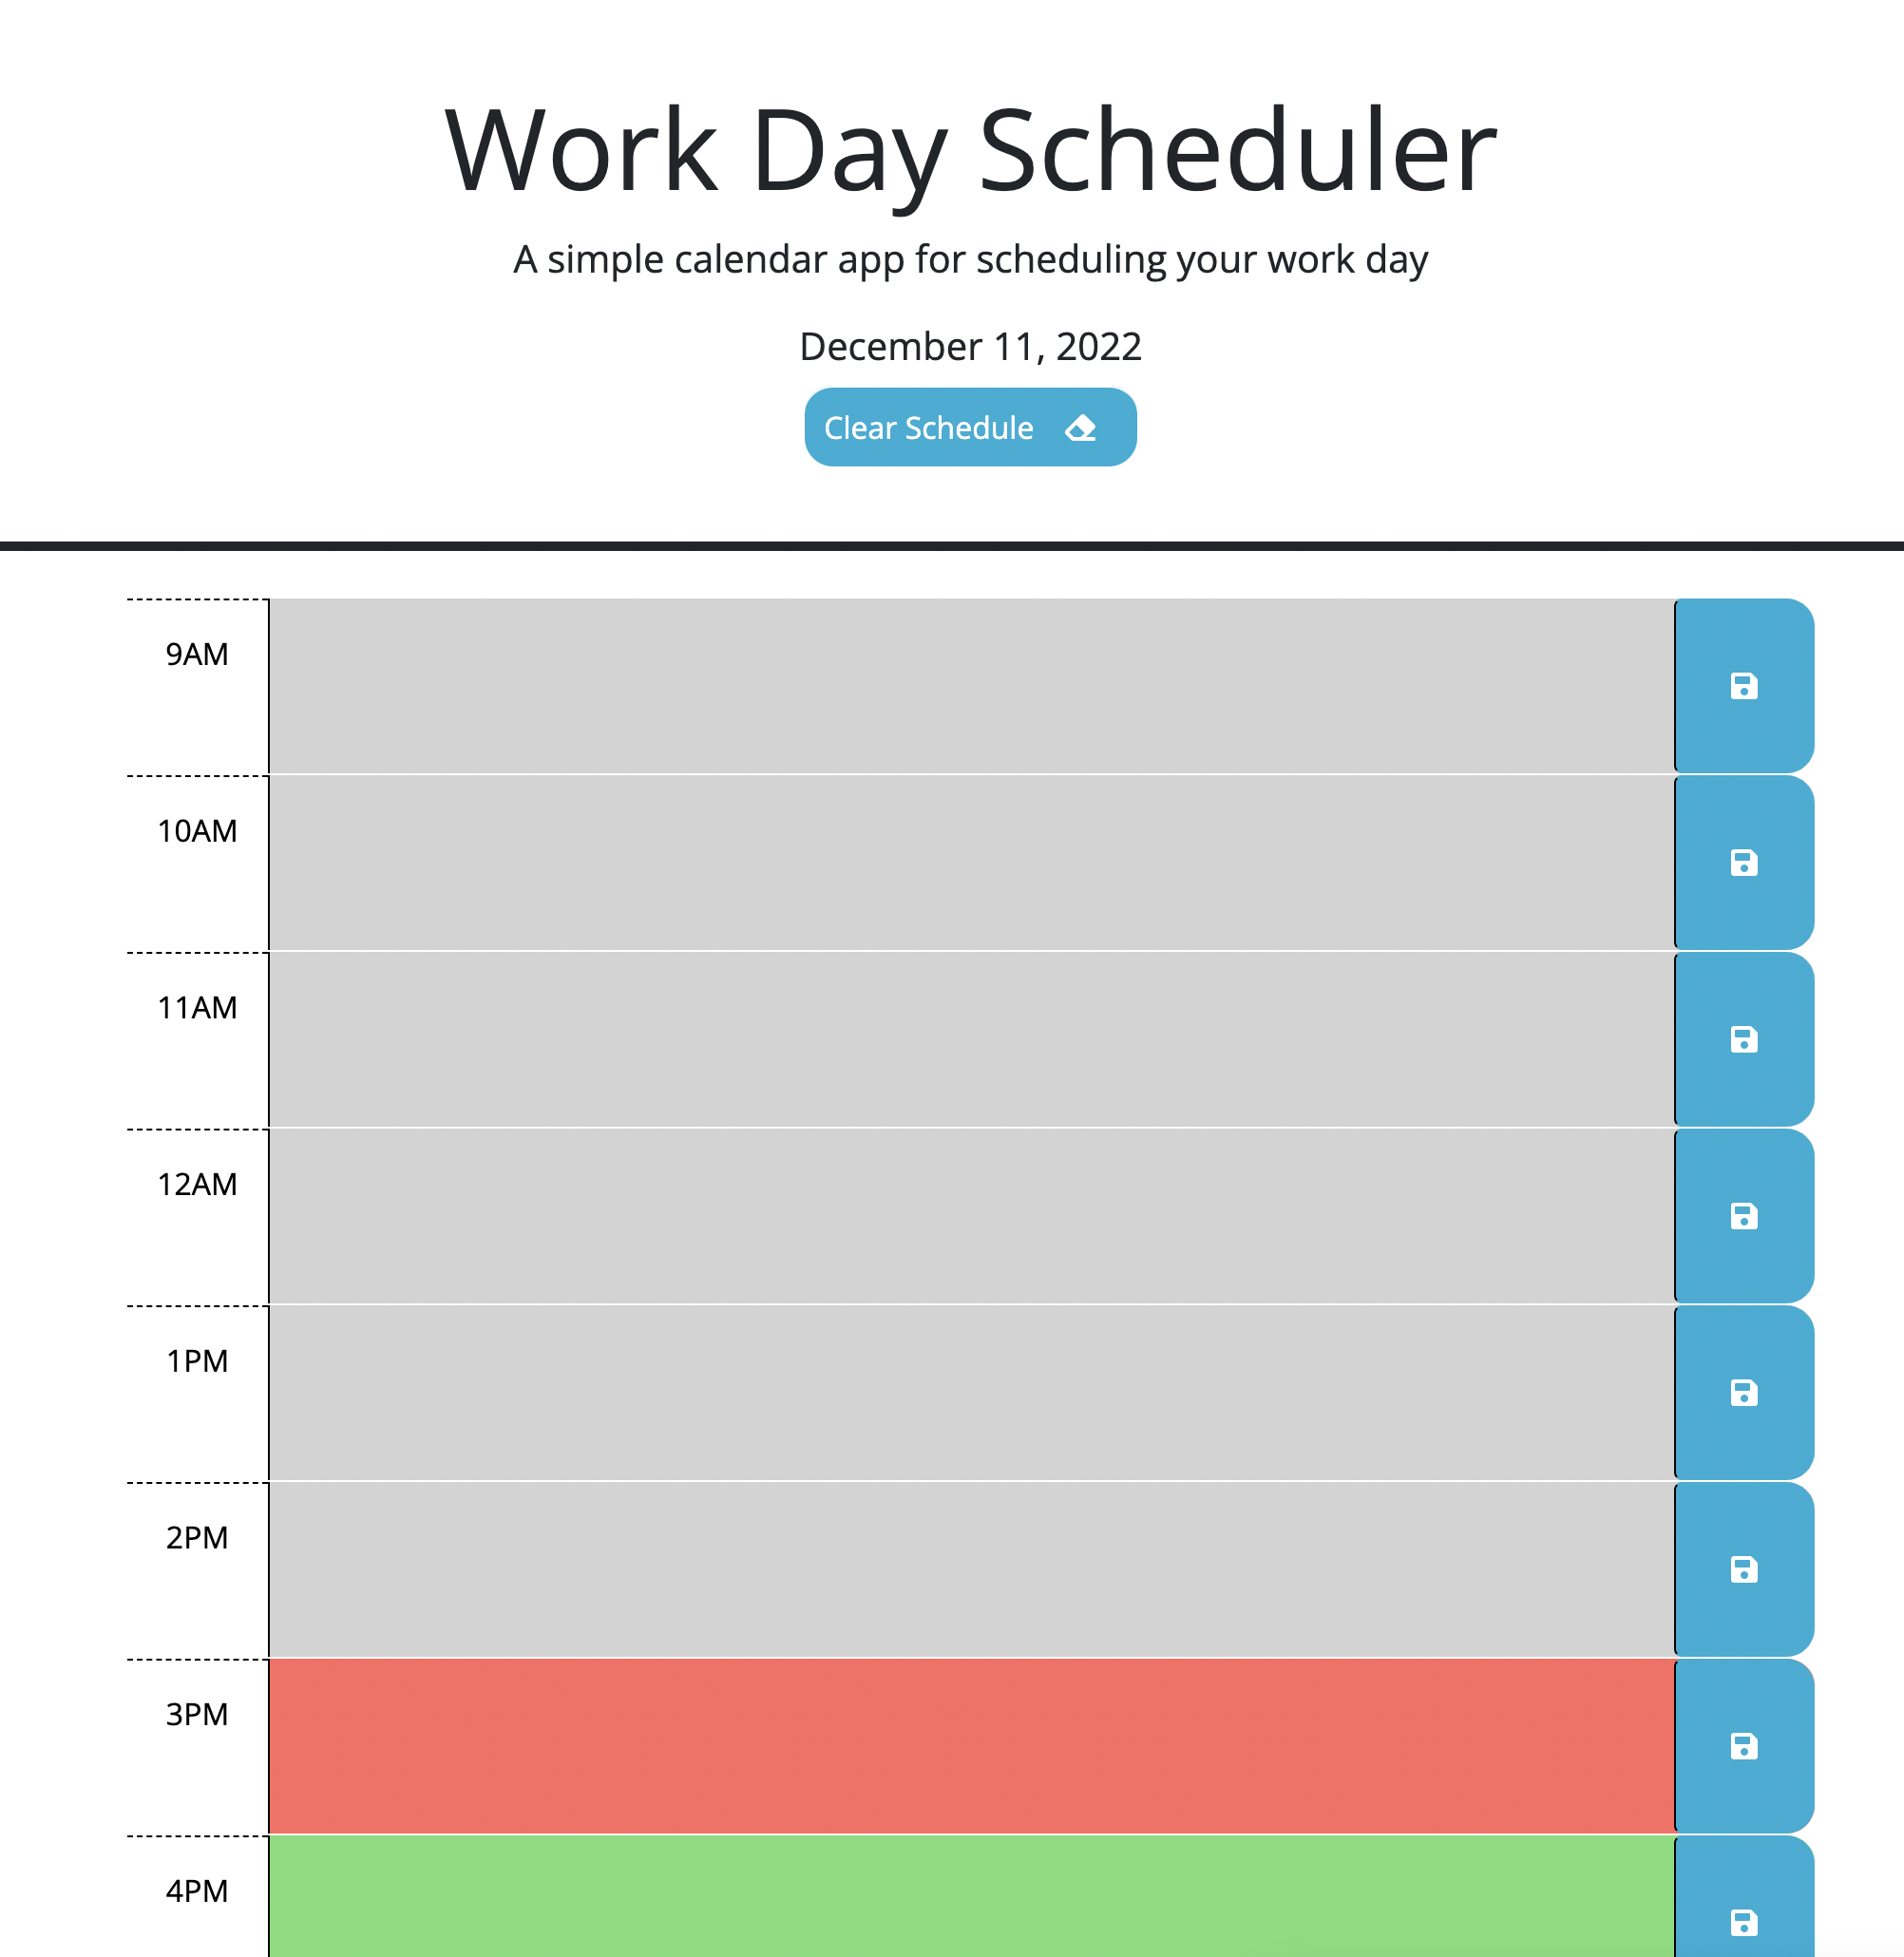 Work Day Scheduler
A simple calendar app for scheduling your work day
December 11, 2022
Clear Schedule
9AM
10AM
11AM
12AM
1PM
2PM
3PM
4PM